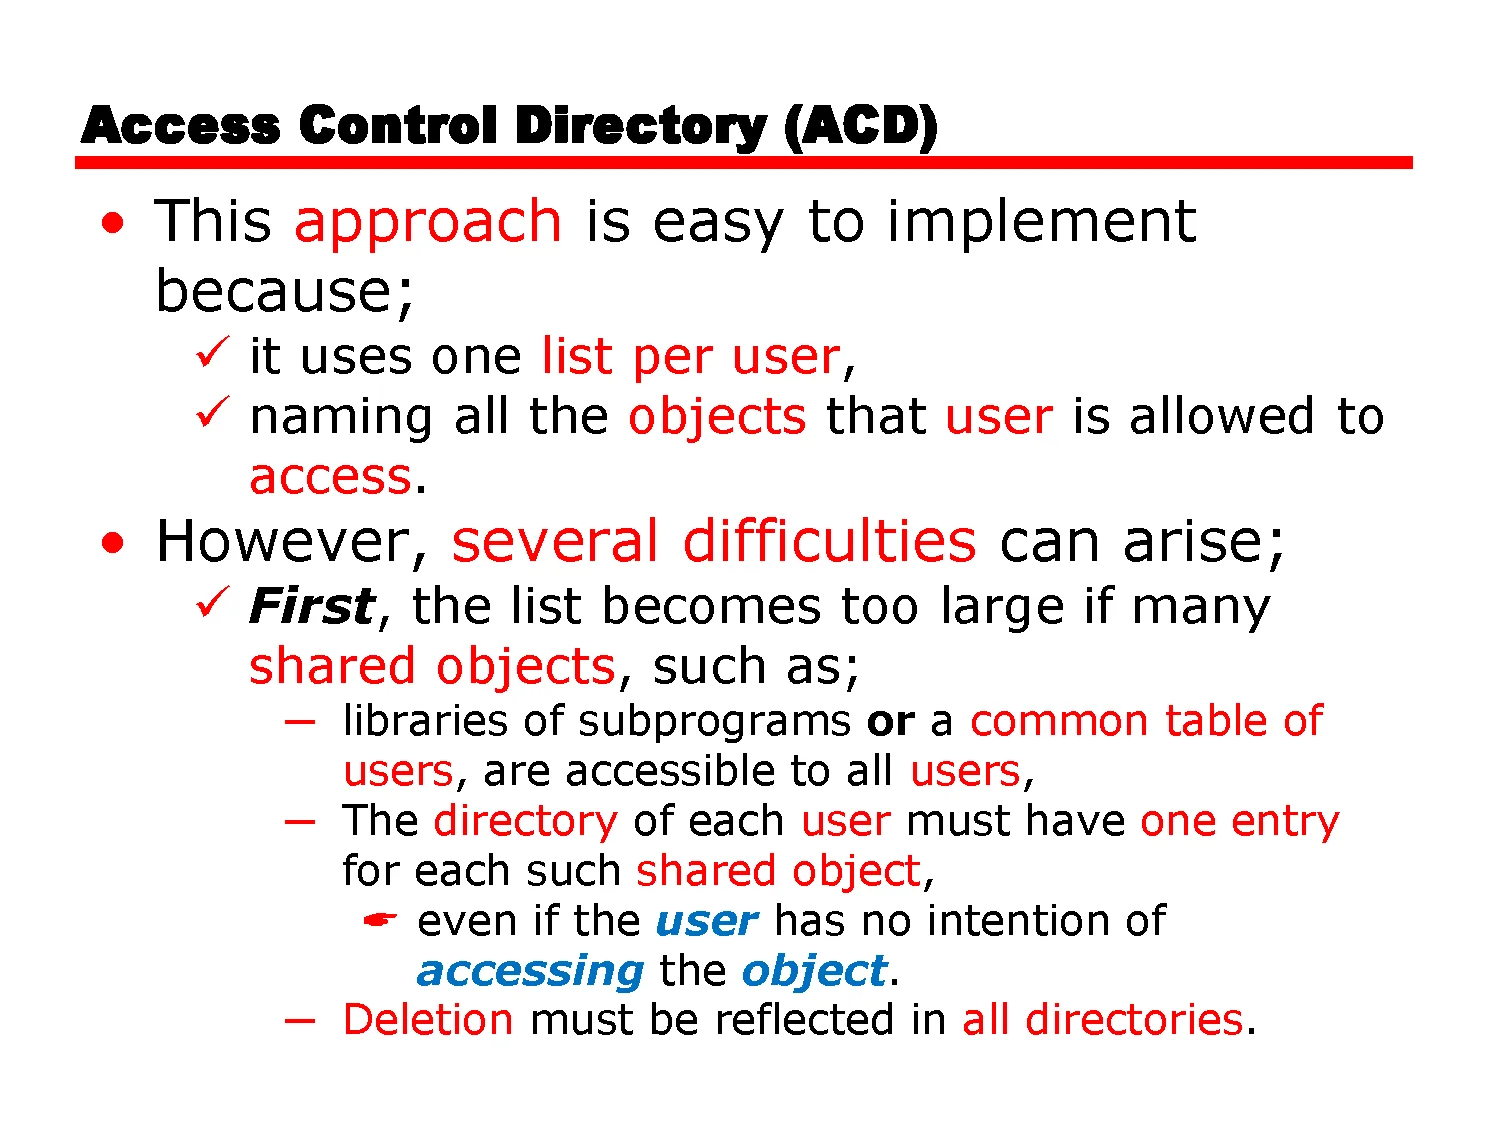 Access Control Directory (ACD)
• This approach is easy to implement
because;
✓ it uses one list per user,
✓ naming all the objects that user is allowed to
access.
• However, several difficulties can arise;
✓ First, the list becomes too large if many
shared objects, such as;
─ libraries of subprograms or a common table of
users, are accessible to all users,
─ The directory of each user must have one entry
for each such shared object,
☛ even if the user has no intention of
accessing the object.
─ Deletion must be reflected in all directories.